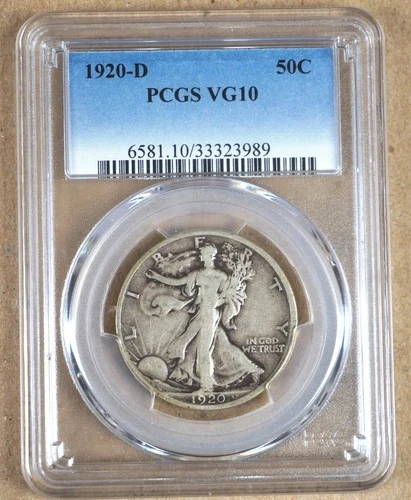 1920-D 50C
PCGS VG10
6581.10/33323989
LIBERTY
IN GOD
WE TRUST
1920